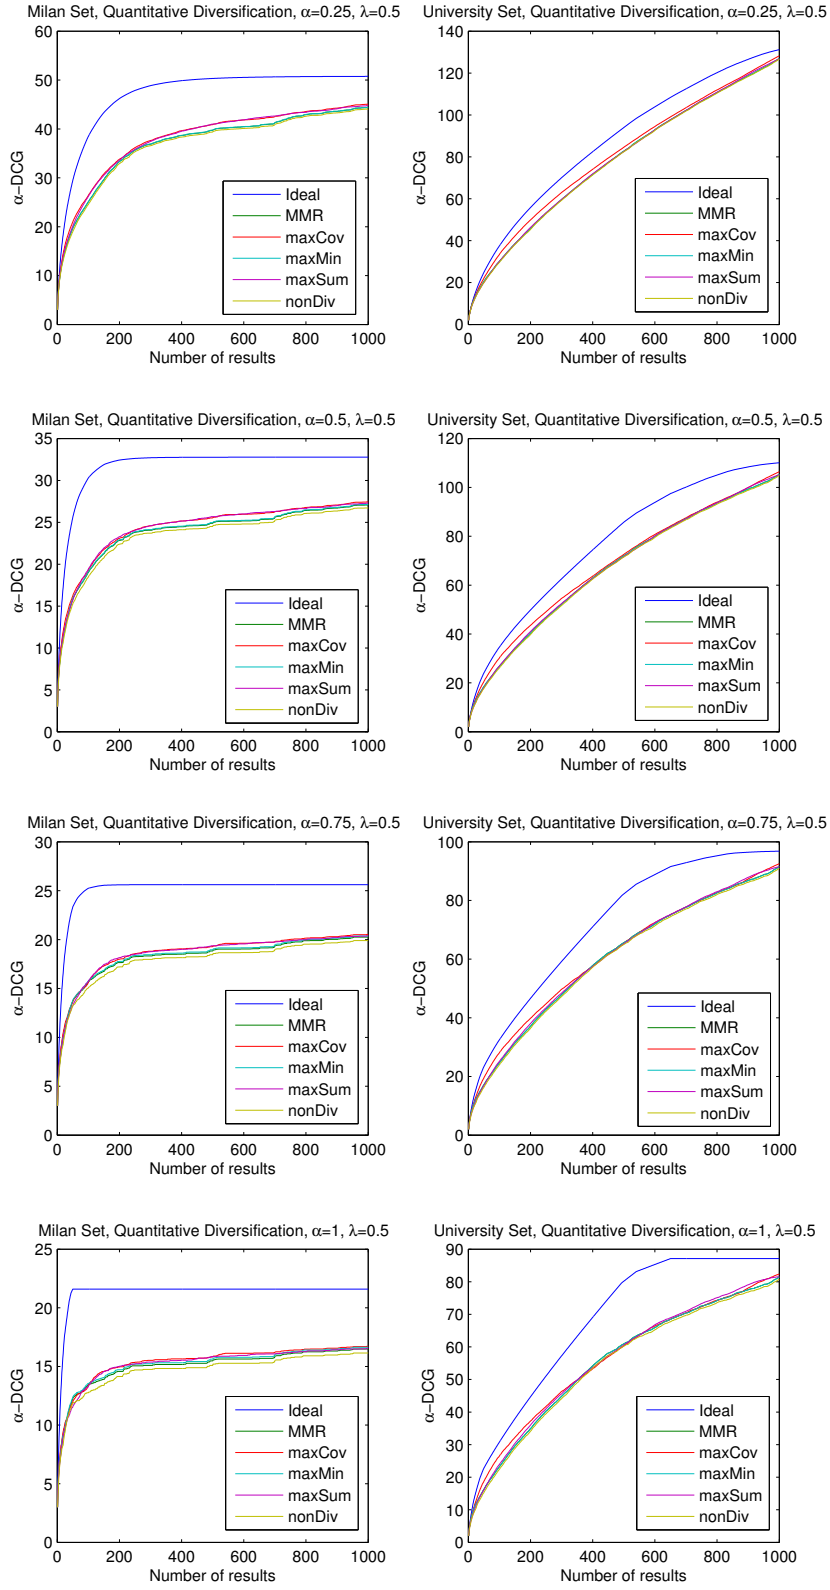 Milan Set, Quantitative Diversification, α=0.25, λ=0.5
60
50
40
30
20
10
0
α−DCG
Ideal
MMR
maxCov
maxMin
maxSum
nonDiv
0 200 400 600 800 1000
Number of results
University Set, Quantitative Diversification, α=0.25, λ=0.5
140
120
100
80
60
40
20
0
α−DCG
Ideal
MMR
maxCov
maxMin
maxSum
nonDiv
0 200 400 600 800 1000
Number of results
Milan Set, Quantitative Diversification, α=0.5, λ=0.5
35
30
25
20
15
10
5
0
α−DCG
Ideal
MMR
maxCov
maxMin
maxSum
nonDiv
0 200 400 600 800 1000
Number of results
University Set, Quantitative Diversification, α=0.5, λ=0.5
120
100
80
60
40
20
0
α−DCG
Ideal
MMR
maxCov
maxMin
maxSum
nonDiv
0 200 400 600 800 1000
Number of results
Milan Set, Quantitative Diversification, α=0.75, λ=0.5
30
25
20
15
10
5
0
α−DCG
Ideal
MMR
maxCov
maxMin
maxSum
nonDiv
0 200 400 600 800 1000
Number of results
University Set, Quantitative Diversification, α=0.75, λ=0.5
100
80
60
40
20
0
α−DCG
Ideal
MMR
maxCov
maxMin
maxSum
nonDiv
0 200 400 600 800 1000
Number of results
Milan Set, Quantitative Diversification, α=1, λ=0.5
25
20
15
10
5
0
α−DCG
Ideal
MMR
maxCov
maxMin
maxSum
nonDiv
0 200 400 600 800 1000
Number of results
University Set, Quantitative Diversification, α=1, λ=0.5
90
80
70
60
50
40
30
20
10
0
α−DCG
Ideal
MMR
maxCov
maxMin
maxSum
nonDiv
0 200 400 600 800 1000
Number of results